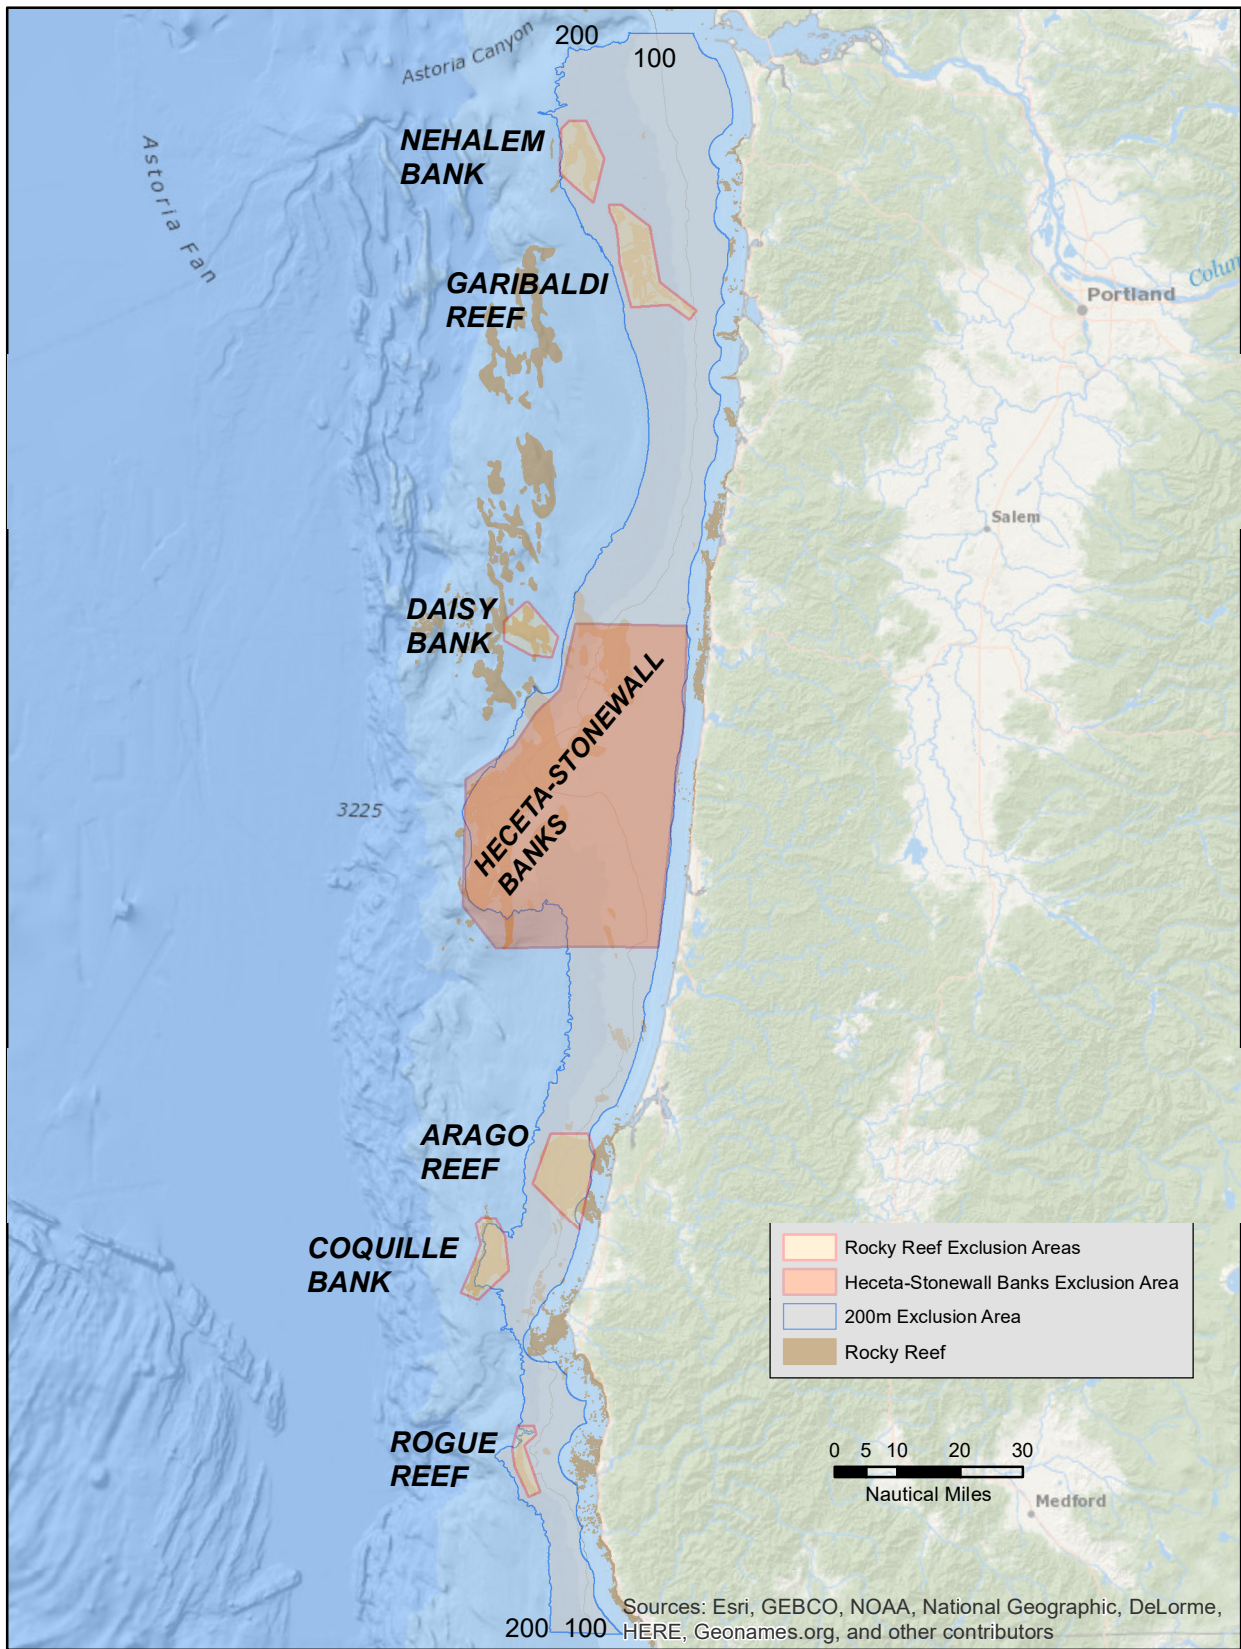 200
100
Astoria Canyon
NEHALEM
BANK
Astoria Fan
GARIBALDI
REEF
Portland
Salem
DAISY
BANK
HECETA-STONEWALL
BANKS
3225
ARAGO
REEF
COQUILLE
BANK
Rocky Reef Exclusion Areas
Heceta-Stonewall Banks Exclusion Area
200m Exclusion Area
Rocky Reef
ROGUE
REEF
0 5 10 20 30
Nautical Miles
Medford
200 100
Sources: Esri, GEBCO, NOAA, National Geographic, DeLorme,
HERE, Geonames.org, and other contributors